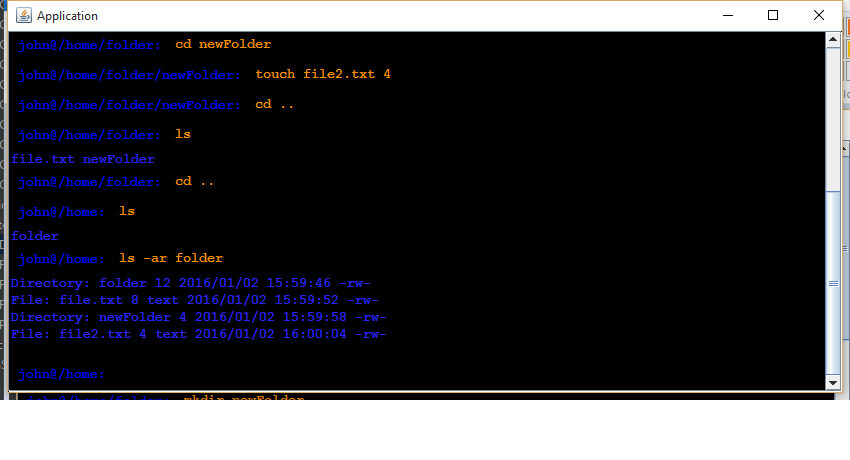 Application
john@/home/folder: cd newFolder
john@/home/folder/newFolder: touch file2.txt 4
john@/home/folder/newFolder: cd ..
john@/home/folder: ls
file.txt newFolder
john@/home/folder: cd ..
john@/home: ls
folder
john@/home: ls -ar folder
Directory: folder 12 2016/01/02 15:59:46 -rw-
File: file.txt 8 text 2016/01/02 15:59:52 -rw-
Directory: newFolder 4 2016/01/02 15:59:58 -rw-
File: file2.txt 4 text 2016/01/02 16:00:04 -rw-
john@/home:
john@/home/folder: mkdir newFolder